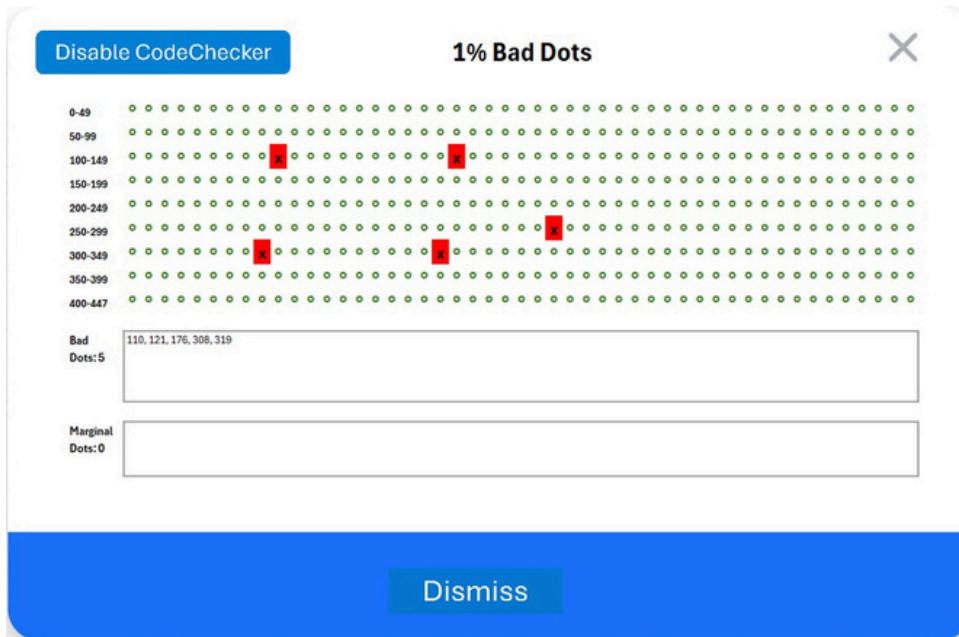 Disable CodeChecker
1% Bad Dots
0-49
50-99
100-149
x
x
150-199
200-249
250-299
x
300-349
x
x
350-399
400-447
Bad
Dots:5
110, 121, 176, 308, 319
Marginal
Dots:0
Dismiss